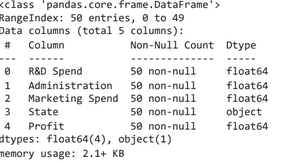 <class 'pandas.core.frame.DataFrame'>
RangeIndex: 50 entries, 0 to 49
Data columns (total 5 columns):
 #   Column           Non-Null Count  Dtype
---  ------           --------------  -----
 0   R&D Spend        50 non-null     float64
 1   Administration   50 non-null     float64
 2   Marketing Spend  50 non-null     float64
 3   State            50 non-null     object
 4   Profit           50 non-null     float64
dtypes: float64(4), object(1)
memory usage: 2.1+ KB